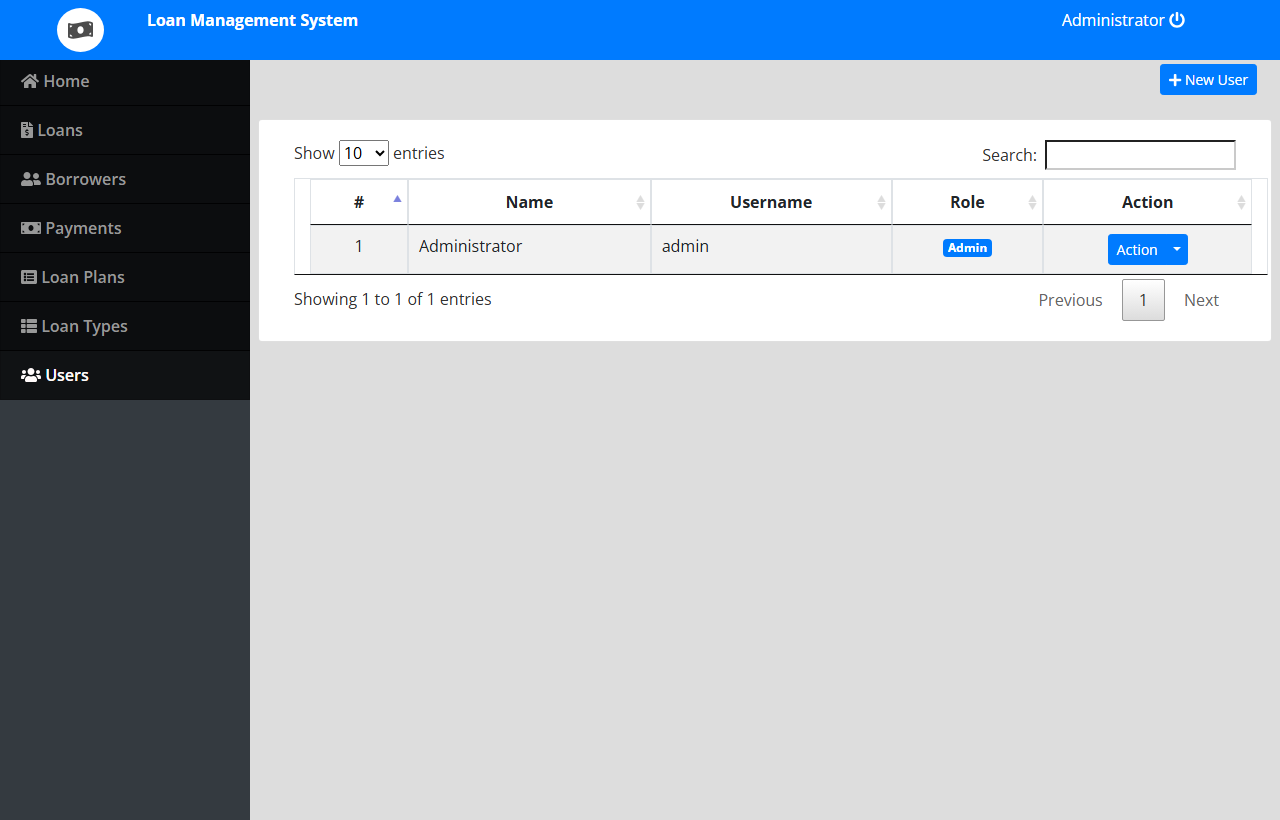 Loan Management System
Administrator
Home
Loans
Borrowers
Payments
Loan Plans
Loan Types
Users
New User
Show 10 entries
Search:
# Name Username Role Action
1 Administrator admin Admin Action
Showing 1 to 1 of 1 entries
Previous 1 Next